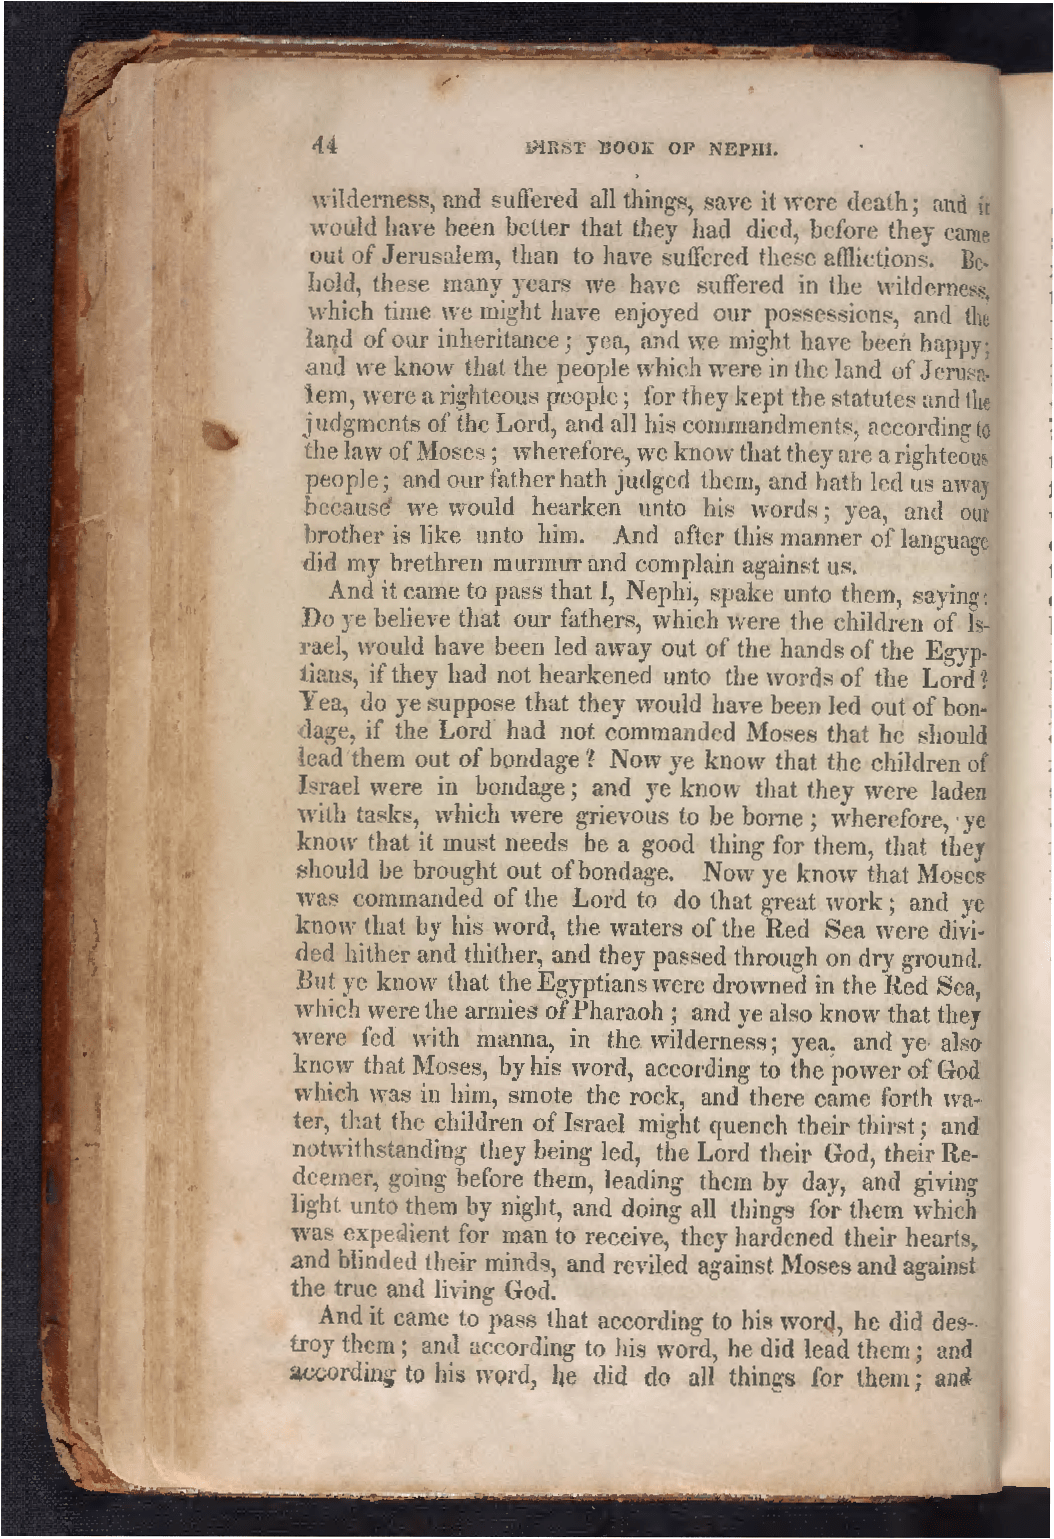 44 FIRST BOOK OF NEPHI.
wilderness, and suffered all things, save it were death; and it
would have been better that they had died, before they came
out of Jerusalem, than to have suffered these afflictions. Be-
hold, these many years we have suffered in the wilderness,
which time we might have enjoyed our possessions, and the
land of our inheritance; yea, and we might have been happy;
and we know that the people which were in the land of Jerusa-
lem, were a righteous people; for they kept the statutes and the
judgments of the Lord, and all his commandments, according to
the law of Moses; wherefore, we know that they are a righteous
people; and our father hath judged them, and hath led us away
because we would hearken unto his words; yea, and our
brother is like unto him. And after this manner of language
did my brethren murmur and complain against us.
And it came to pass that I, Nephi, spake unto them, saying:
Do ye believe that our fathers, which were the children of Is-
rael, would have been led away out of the hands of the Egyp-
tians, if they had not hearkened unto the words of the Lord?
Yea, do ye suppose that they would have been led out of bon-
dage, if the Lord had not commanded Moses that he should
lead them out of bondage? Now ye know that the children of
Israel were in bondage; and ye know that they were laden
with tasks, which were grievous to be borne; wherefore, ye
know that it must needs be a good thing for them, that they
should be brought out of bondage. Now ye know that Moses
was commanded of the Lord to do that great work; and ye
know that by his word, the waters of the Red Sea were divi-
ded hither and thither, and they passed through on dry ground.
But ye know that the Egyptians were drowned in the Red Sea,
which were the armies of Pharaoh; and ye also know that they
were fed with manna, in the wilderness; yea, and ye also
know that Moses, by his word, according to the power of God
which was in him, smote the rock, and there came forth wa-
ter, that the children of Israel might quench their thirst; and
notwithstanding they being led, the Lord their God, their Re-
deemer, going before them, leading them by day, and giving
light unto them by night, and doing all things for them which
was expedient for man to receive, they hardened their hearts,
and blinded their minds, and reviled against Moses and against
the true and living God.
And it came to pass that according to his word, he did des-
troy them; and according to his word, he did lead them; and
according to his word, he did do all things for them; and